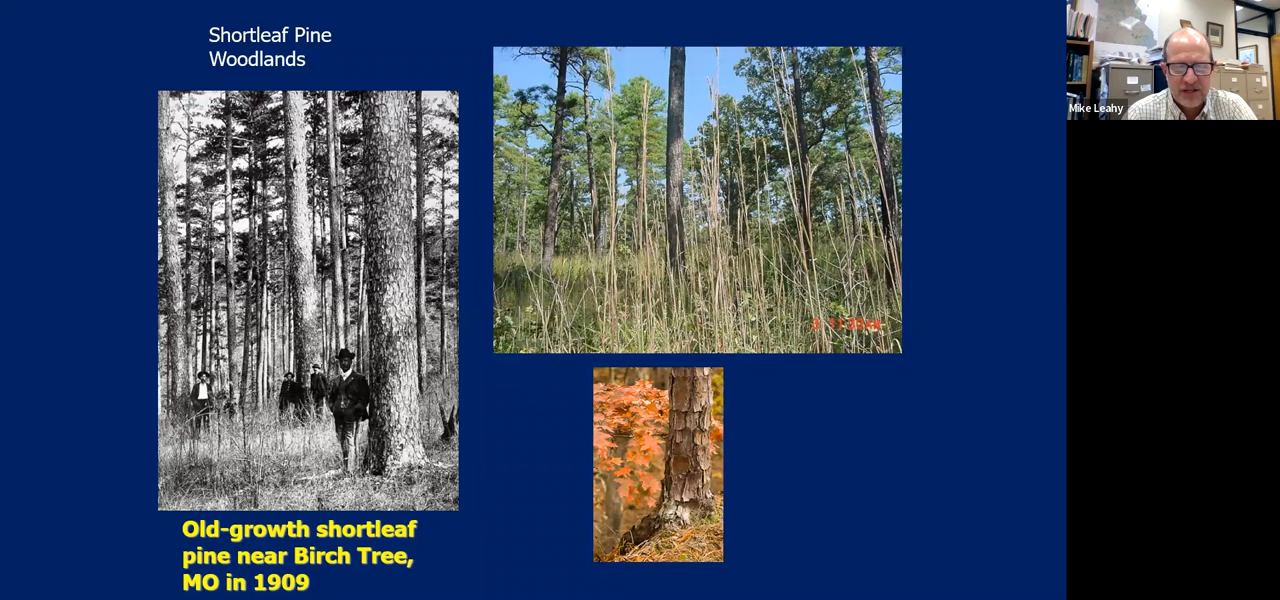 Shortleaf Pine
Woodlands
Mike Leahy
Old-growth shortleaf
pine near Birch Tree,
MO in 1909